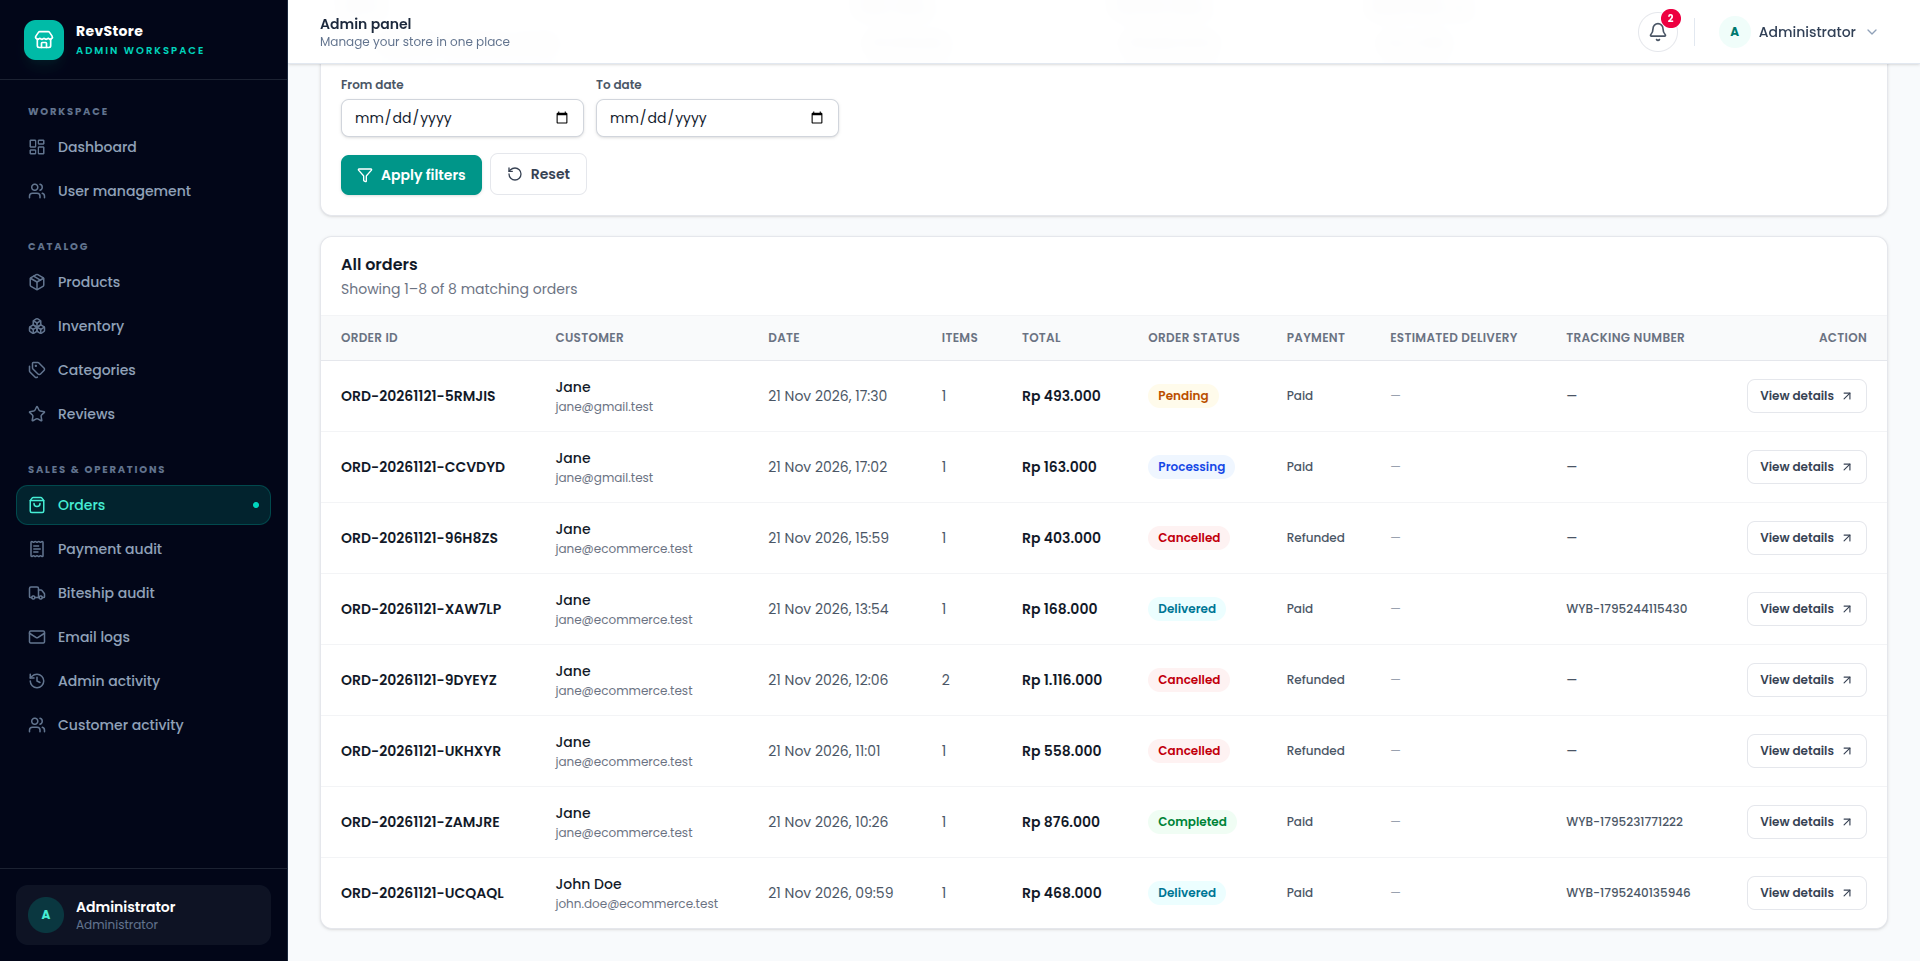 RevStore
ADMIN WORKSPACE
WORKSPACE
Dashboard
User management
CATALOG
Products
Inventory
Categories
Reviews
SALES & OPERATIONS
Orders
Payment audit
Biteship audit
Email logs
Admin activity
Customer activity
A
Administrator
Administrator
Admin panel
Manage your store in one place
2
A Administrator
From date To date
mm/dd/yyyy mm/dd/yyyy
Apply filters Reset
All orders
Showing 1–8 of 8 matching orders
ORDER ID CUSTOMER DATE ITEMS TOTAL ORDER STATUS PAYMENT ESTIMATED DELIVERY TRACKING NUMBER ACTION
ORD-20261121-5RMJIS Jane 21 Nov 2026, 17:30 1 Rp 493.000 Pending Paid — — View details
jane@gmail.test
ORD-20261121-CCVDYD Jane 21 Nov 2026, 17:02 1 Rp 163.000 Processing Paid — — View details
jane@gmail.test
ORD-20261121-96H8ZS Jane 21 Nov 2026, 15:59 1 Rp 403.000 Cancelled Refunded — — View details
jane@ecommerce.test
ORD-20261121-XAW7LP Jane 21 Nov 2026, 13:54 1 Rp 168.000 Delivered Paid — WYB-1795244115430 View details
jane@ecommerce.test
ORD-20261121-9DYEYZ Jane 21 Nov 2026, 12:06 2 Rp 1.116.000 Cancelled Refunded — — View details
jane@ecommerce.test
ORD-20261121-UKHXYR Jane 21 Nov 2026, 11:01 1 Rp 558.000 Cancelled Refunded — — View details
jane@ecommerce.test
ORD-20261121-ZAMJRE Jane 21 Nov 2026, 10:26 1 Rp 876.000 Completed Paid — WYB-1795231771222 View details
jane@ecommerce.test
ORD-20261121-UCQAQL John Doe 21 Nov 2026, 09:59 1 Rp 468.000 Delivered Paid — WYB-1795240135946 View details
john.doe@ecommerce.test